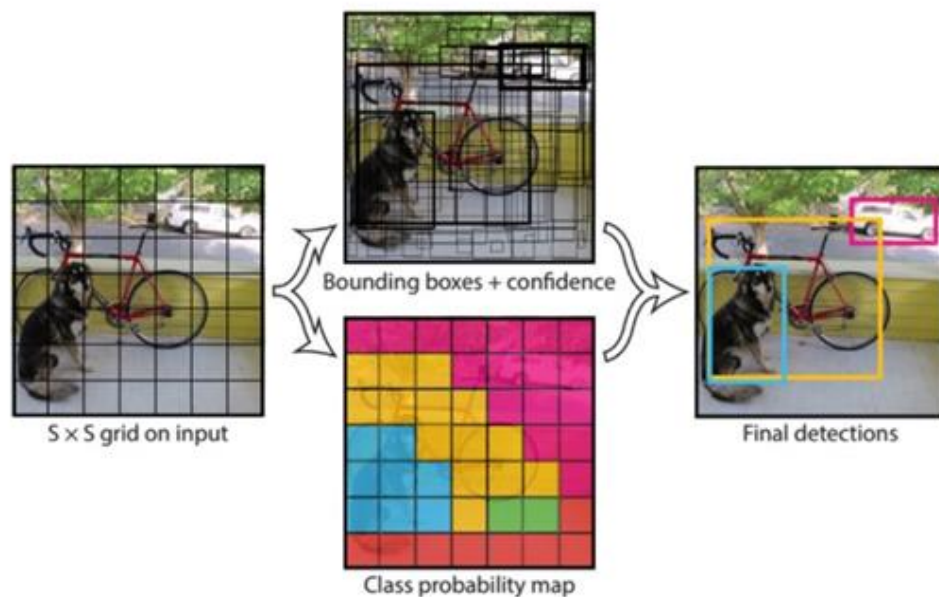 Bounding boxes + confidence
S × S grid on input
Final detections
Class probability map